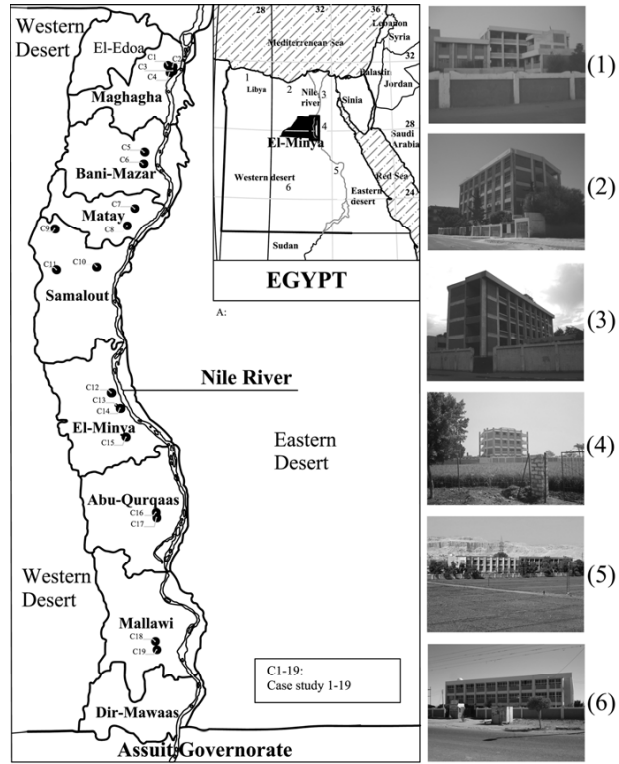 Western
Desert
El-Edoa
C1
C2
C3
C4
Maghagha
C5
C6
Bani-Mazar
C7
Matay
C8
C9
C10
C11
Samalout
Nile River
C12
C13
C14
El-Minya
C15
Eastern
Desert
Abu-Qurqaas
C16
C17
Western
Desert
Mallawi
C18
C19
C1-19:
Case study 1-19
Dir-Mawaas
Assuit Governorate
28
32
36
Lebanon
Syria
Mediterranean Sea
32
Palastin
Jordan
1
Libya
2
Nile
river
3
Sinia
4
28
El-Minya
Saudi
Arabia
5
Western desert
6
Red Sea
24
Eastern
desert
Sudan
EGYPT
A:
(1)
(2)
(3)
(4)
(5)
(6)